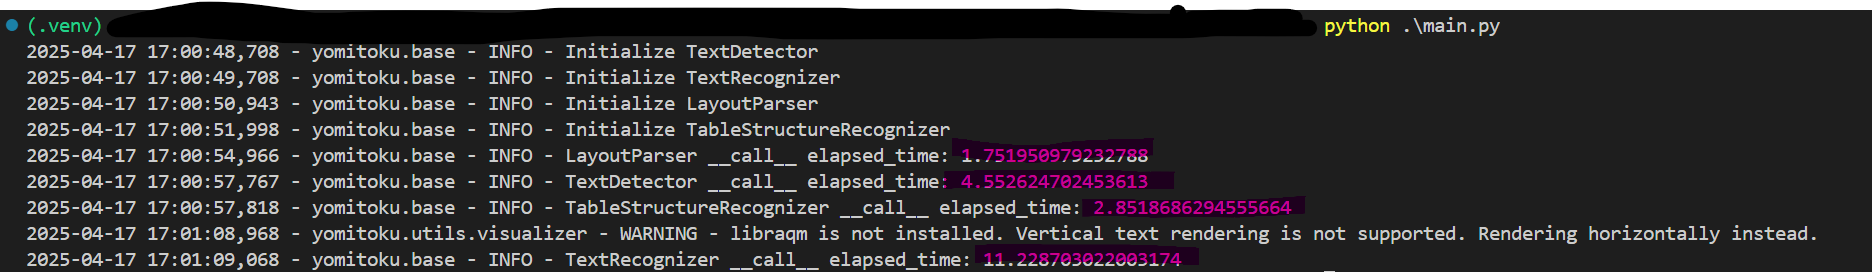 (.venv) python .\main.py
2025-04-17 17:00:48,708 - yomitoku.base - INFO - Initialize TextDetector
2025-04-17 17:00:49,708 - yomitoku.base - INFO - Initialize TextRecognizer
2025-04-17 17:00:50,943 - yomitoku.base - INFO - Initialize LayoutParser
2025-04-17 17:00:51,998 - yomitoku.base - INFO - Initialize TableStructureRecognizer
2025-04-17 17:00:54,966 - yomitoku.base - INFO - LayoutParser __call__ elapsed_time: 1.751950979232788
2025-04-17 17:00:57,767 - yomitoku.base - INFO - TextDetector __call__ elapsed_time: 4.552624702453613
2025-04-17 17:00:57,818 - yomitoku.base - INFO - TableStructureRecognizer __call__ elapsed_time: 2.8518686294555664
2025-04-17 17:01:08,968 - yomitoku.utils.visualizer - WARNING - libraqm is not installed. Vertical text rendering is not supported. Rendering horizontally instead.
2025-04-17 17:01:09,068 - yomitoku.base - INFO - TextRecognizer __call__ elapsed_time: 11.228703022003174